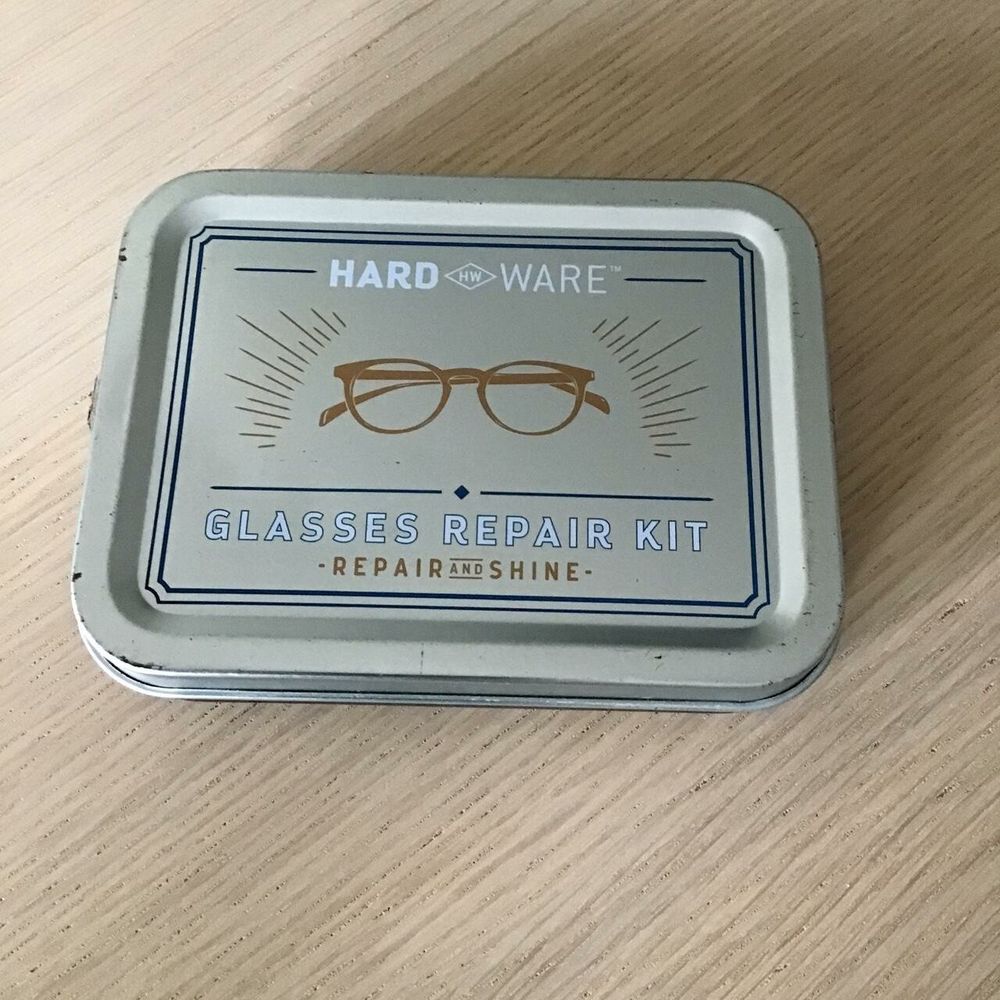 HARD HW WARE™
GLASSES REPAIR KIT
-REPAIR AND SHINE-